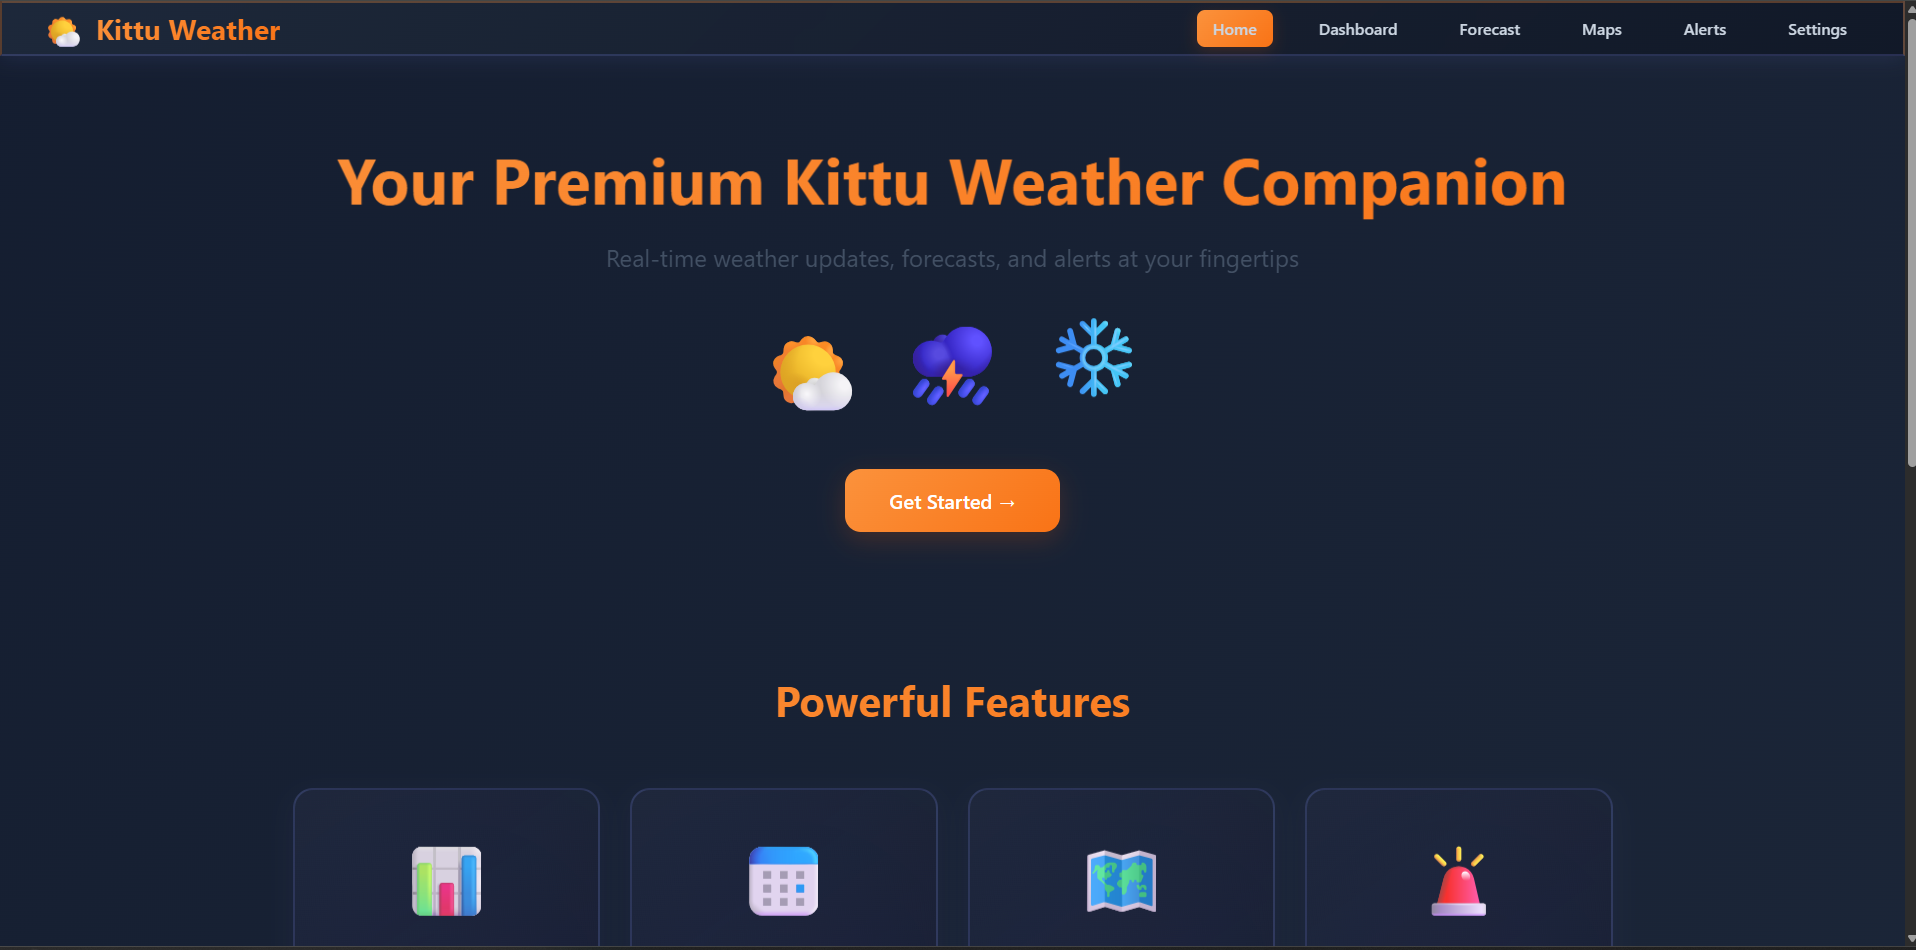 Kittu Weather
Home Dashboard Forecast Maps Alerts Settings
Your Premium Kittu Weather Companion
Real-time weather updates, forecasts, and alerts at your fingertips
Get Started →
Powerful Features